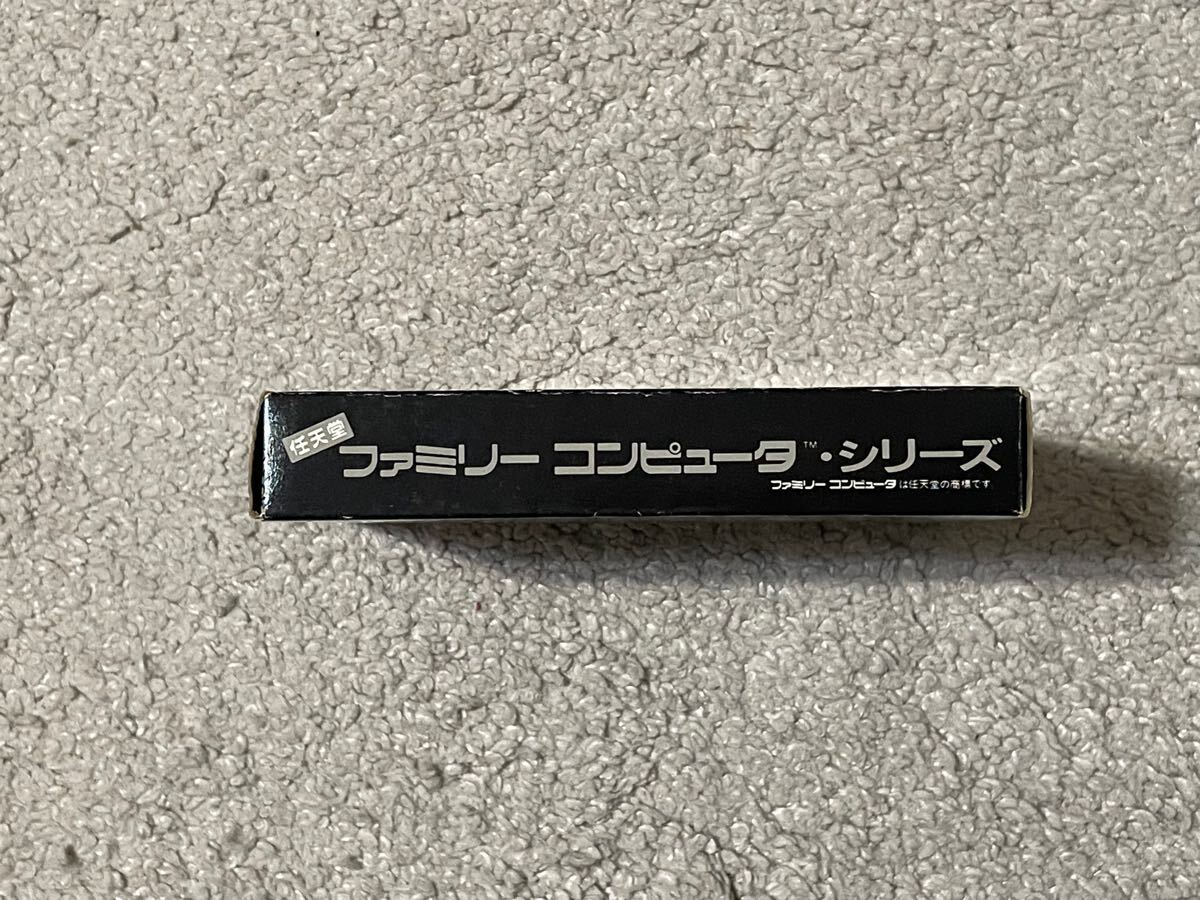 任天堂
ファミリー コンピュータ™・シリーズ
ファミリー コンピュータは任天堂の商標です